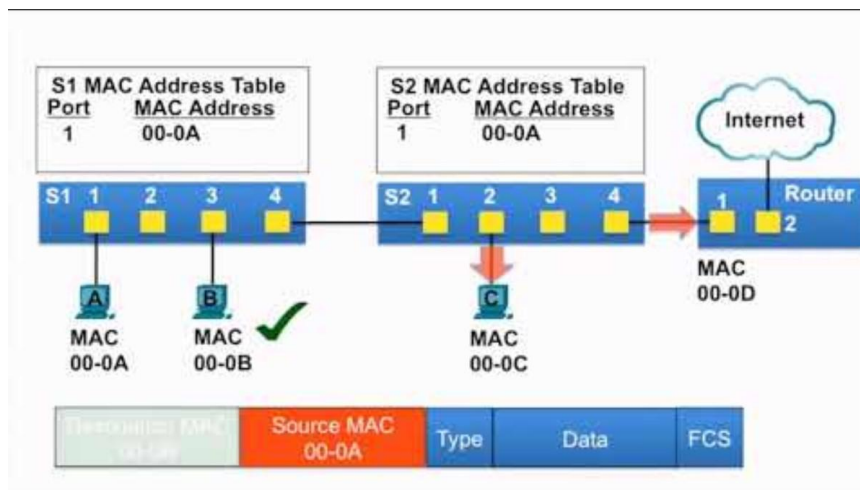 S1 MAC Address Table
Port MAC Address
1 00-0A
S2 MAC Address Table
Port MAC Address
1 00-0A
Internet
S1 1 2 3 4
S2 1 2 3 4
1 Router
2
A
B
C
MAC
00-0A
MAC
00-0B
MAC
00-0C
MAC
00-0D
Destination MAC
Source MAC
00-0A
Type
Data
FCS